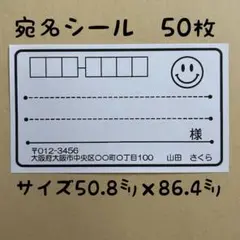 宛名シール　50枚
様
〒012-3456
大阪府大阪市中央区〇〇町〇丁目100　山田　さくら
サイズ50.8ミリ×86.4ミリ